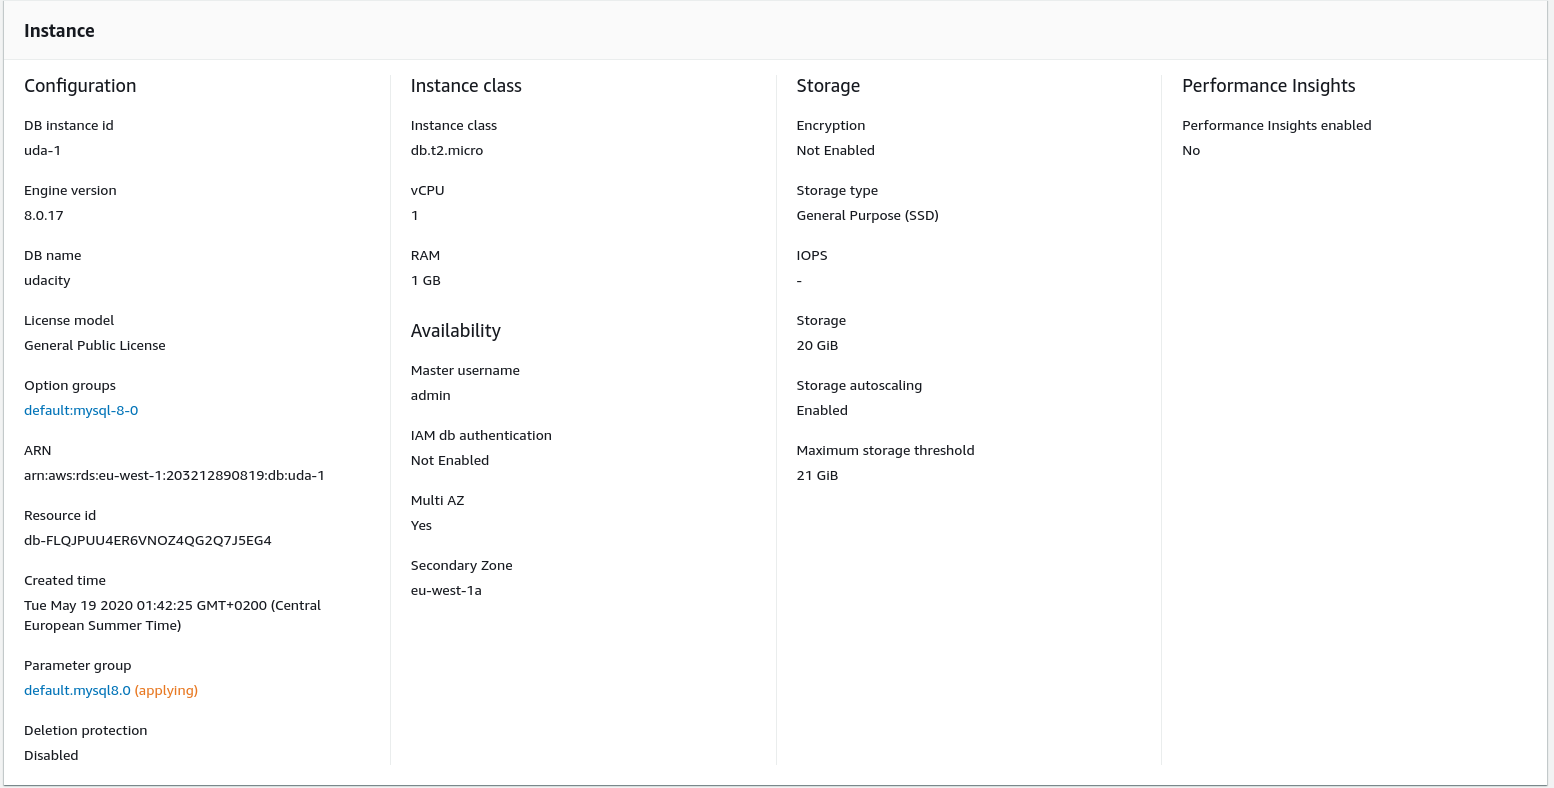 Instance
Configuration
DB instance id
uda-1
Engine version
8.0.17
DB name
udacity
License model
General Public License
Option groups
default:mysql-8-0
ARN
arn:aws:rds:eu-west-1:203212890819:db:uda-1
Resource id
db-FLQJPUU4ER6VNOZ4QG2Q7J5EG4
Created time
Tue May 19 2020 01:42:25 GMT+0200 (Central
European Summer Time)
Parameter group
default.mysql8.0 (applying)
Deletion protection
Disabled
Instance class
Instance class
db.t2.micro
vCPU
1
RAM
1 GB
Availability
Master username
admin
IAM db authentication
Not Enabled
Multi AZ
Yes
Secondary Zone
eu-west-1a
Storage
Encryption
Not Enabled
Storage type
General Purpose (SSD)
IOPS
-
Storage
20 GiB
Storage autoscaling
Enabled
Maximum storage threshold
21 GiB
Performance Insights
Performance Insights enabled
No